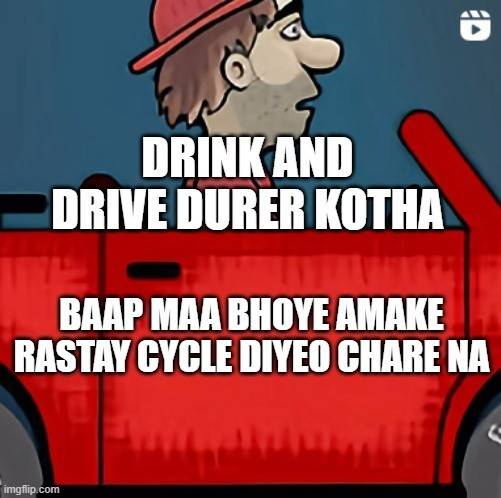 DRINK AND
DRIVE DURER KOTHA
BAAP MAA BHOYE AMAKE
RASTAY CYCLE DIYEO CHARE NA
imgflip.com